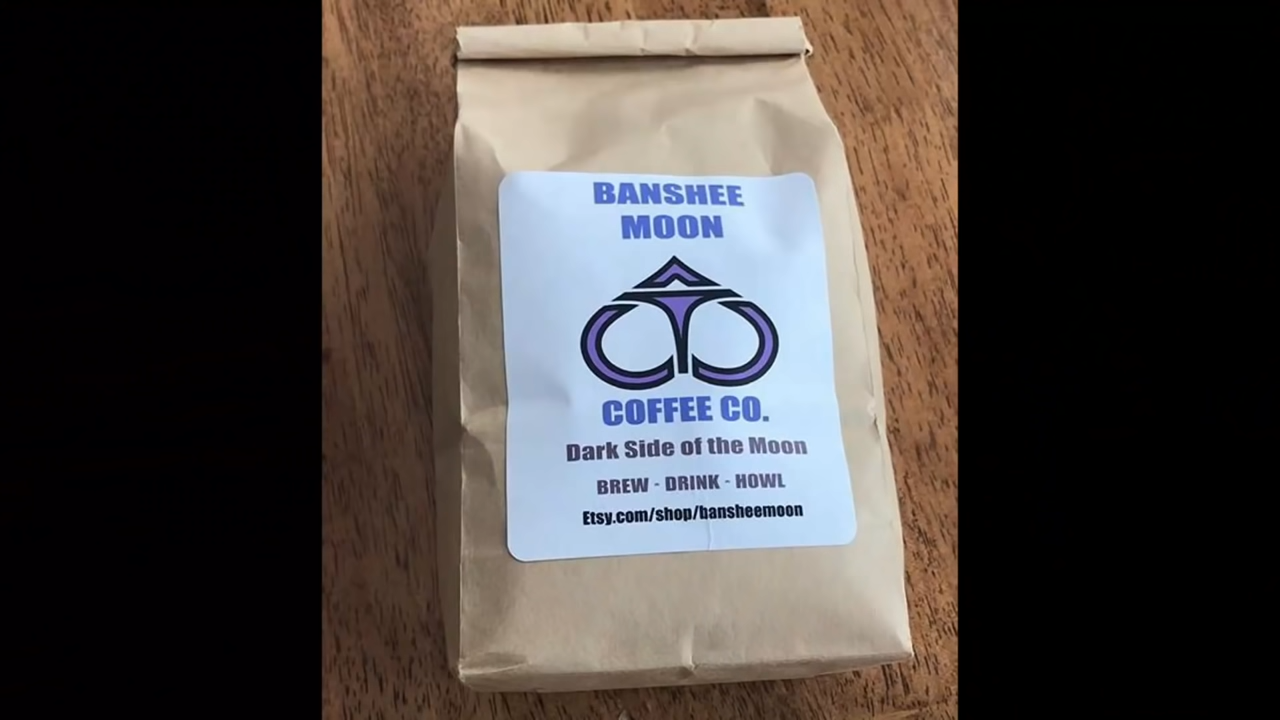 BANSHEE
MOON
COFFEE CO.
Dark Side of the Moon
BREW - DRINK - HOWL
Etsy.com/shop/bansheemoon